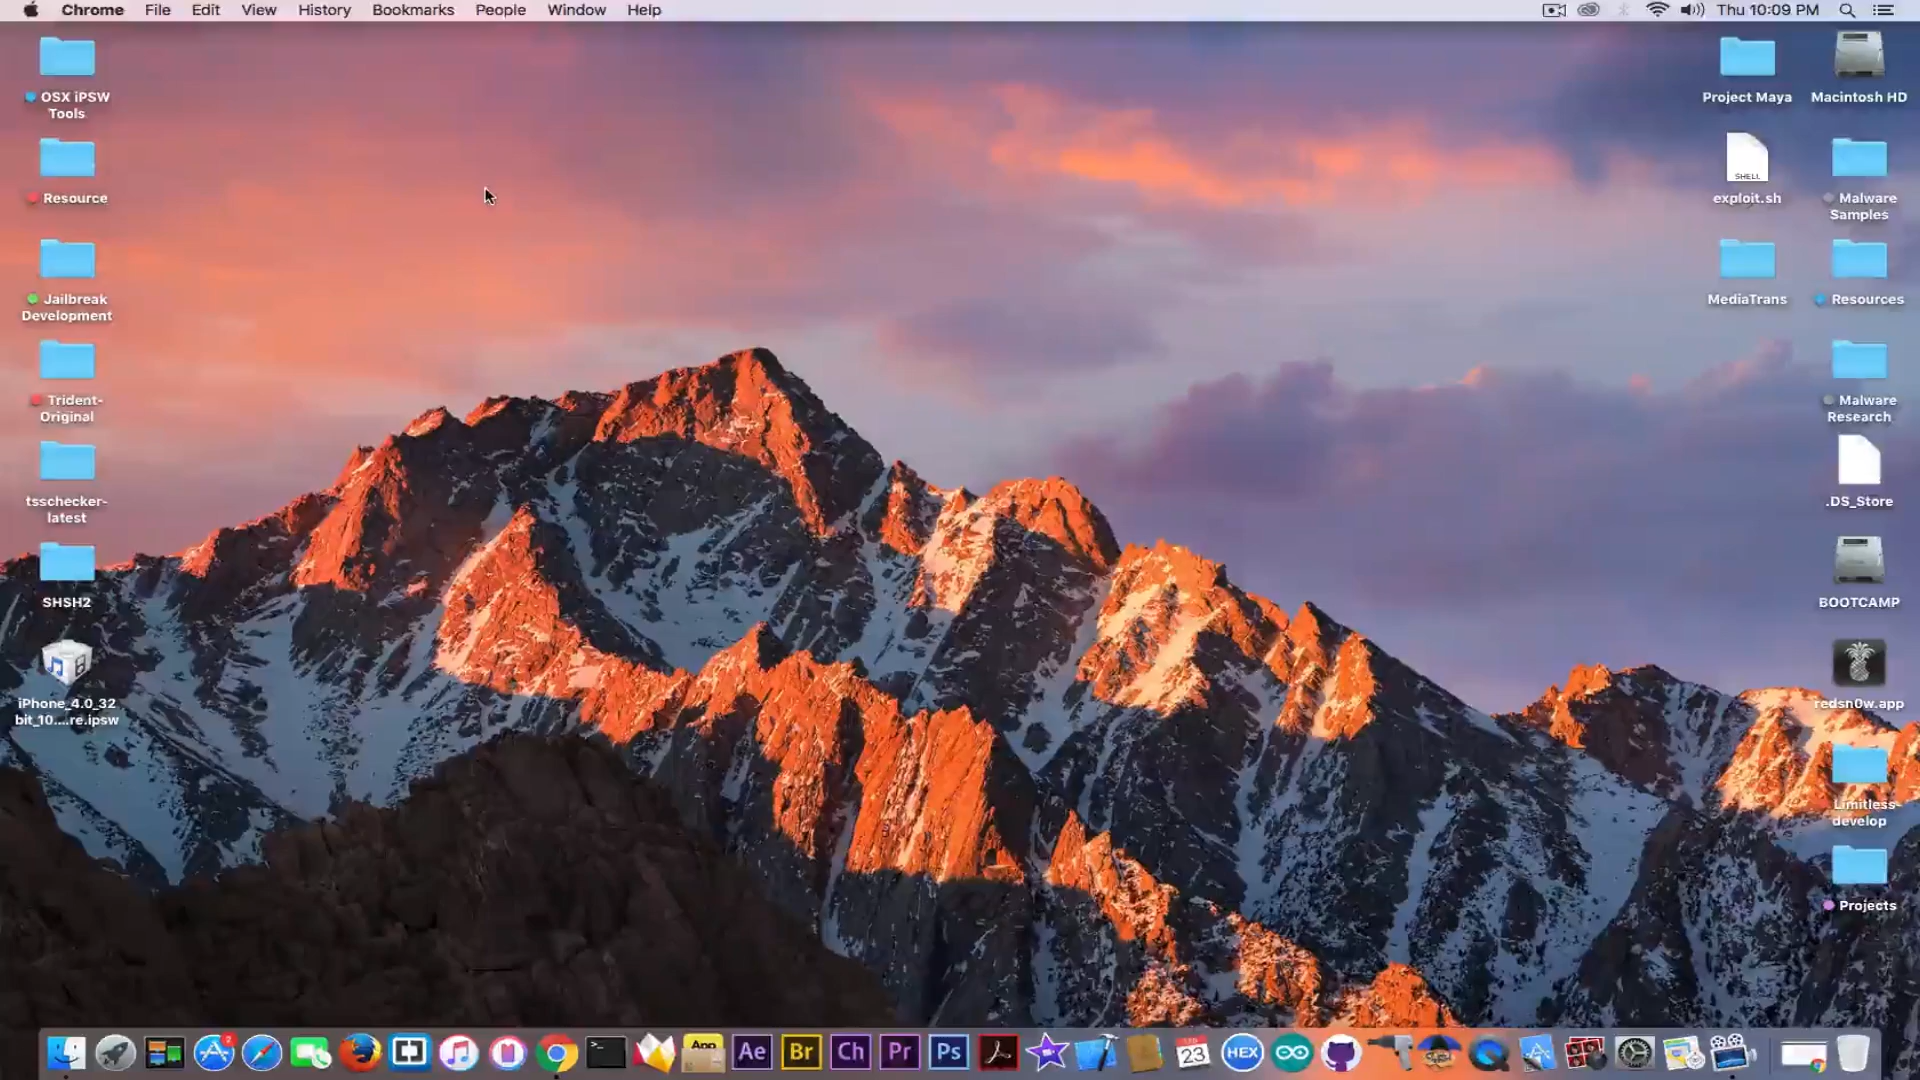 Chrome File Edit View History Bookmarks People Window Help Thu 10:09 PM
OSX iPSW
Tools
Resource
Jailbreak
Development
Trident-
Original
tsschecker-
latest
SHSH2
iPhone_4.0_32
bit_10....re.ipsw
Project Maya
SHELL
exploit.sh
MediaTrans
Macintosh HD
Malware
Samples
Resources
Malware
Research
.DS_Store
BOOTCAMP
redsn0w.app
Limitless-
develop
Projects
App Ae Br Ch Pr Ps 23 HEX